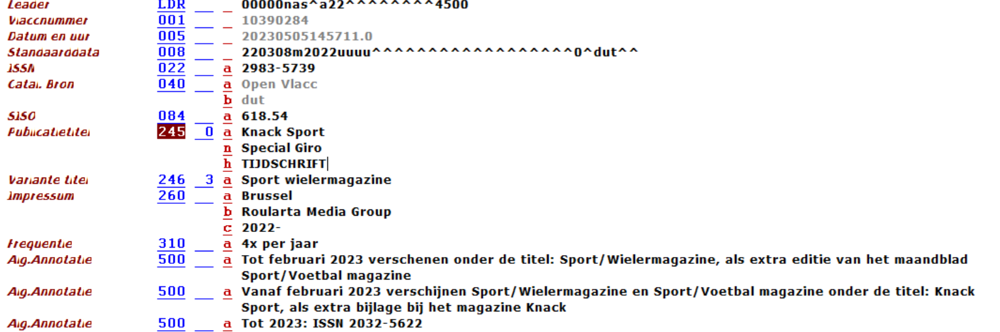 Leader LDR _ 00000nas^a22^^^^^^^^4500
Vlaccnummer 001 _ 10390284
Datum en uur 005 _ 20230505145711.0
Standaarddata 008 _ 220308m2022uuuu^^^^^^^^^^^^^^^^^^0^dut^^
ISSN 022 a 2983-5739
Catal. Bron 040 a Open Vlacc
b dut
SISO 084 a 618.54
Publicatietitel 245 0 a Knack Sport
n Special Giro
h TIJDSCHRIFT
Variante titel 246 3 a Sport wielermagazine
Impressum 260 a Brussel
b Roularta Media Group
c 2022-
Frequentie 310 a 4x per jaar
Alg.Annotatie 500 a Tot februari 2023 verschenen onder de titel: Sport/Wielermagazine, als extra editie van het maandblad
Sport/Voetbal magazine
Alg.Annotatie 500 a Vanaf februari 2023 verschijnen Sport/Wielermagazine en Sport/Voetbal magazine onder de titel: Knack
Sport, als extra bijlage bij het magazine Knack
Alg.Annotatie 500 a Tot 2023: ISSN 2032-5622